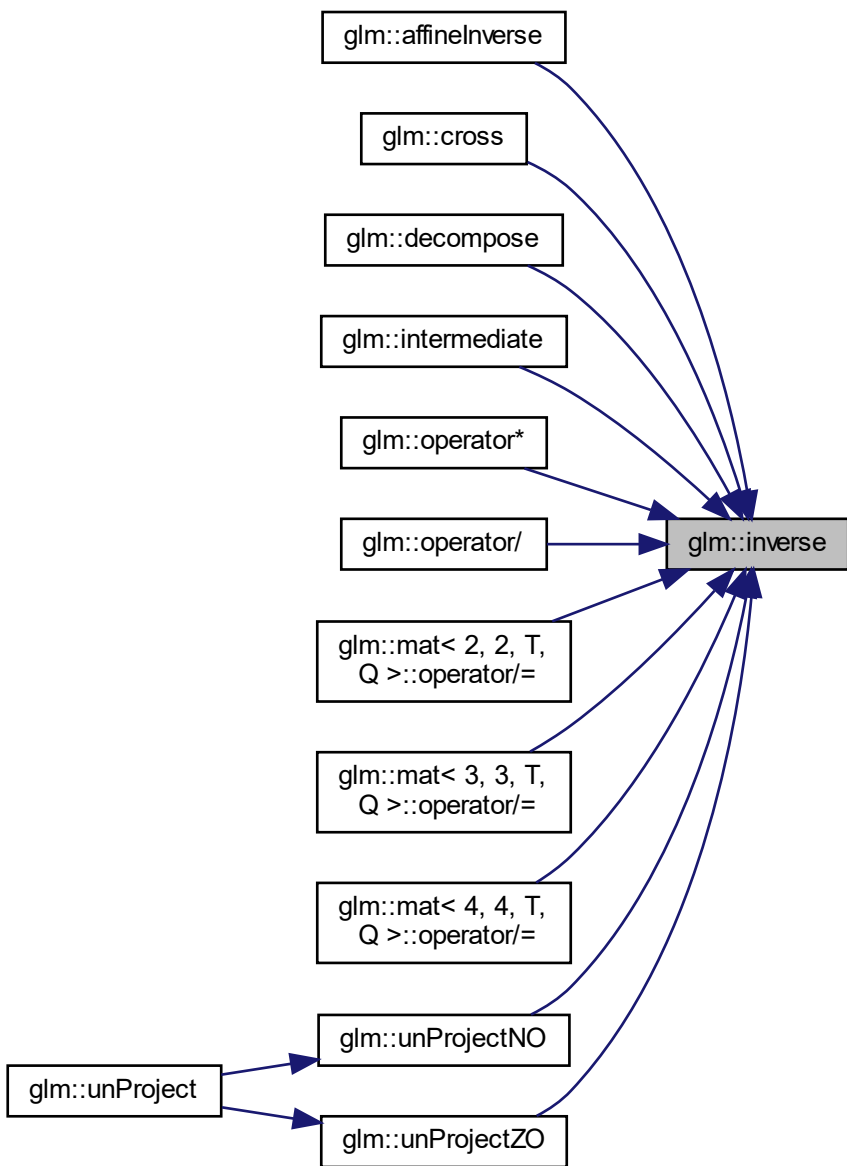 glm::affineInverse
glm::cross
glm::decompose
glm::intermediate
glm::operator*
glm::operator/
glm::inverse
glm::mat< 2, 2, T,
Q >::operator/=
glm::mat< 3, 3, T,
Q >::operator/=
glm::mat< 4, 4, T,
Q >::operator/=
glm::unProjectNO
glm::unProject
glm::unProjectZO